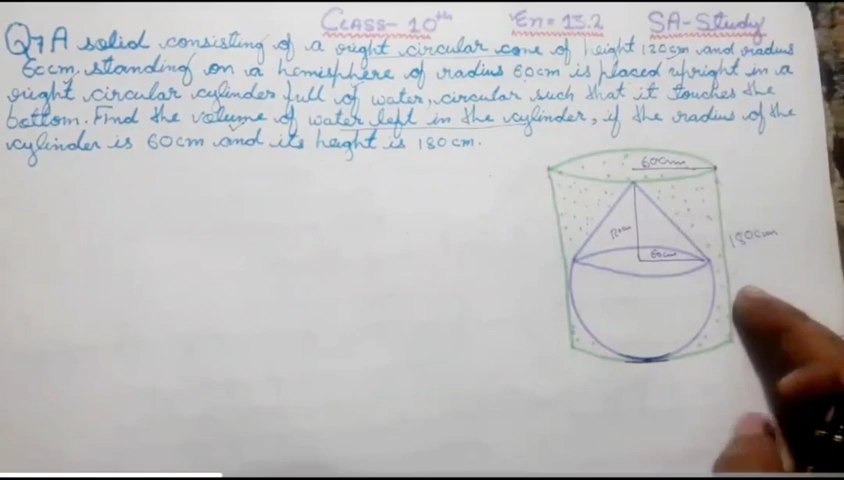 CLASS- 10th Ex= 13.2 SA-Study
Q7 A solid consisting of a right circular cone of height 120cm and radius
60cm standing on a hemisphere of radius 60cm is placed upright in a
right circular cylinder full of water, circular such that it touches the
bottom. Find the volume of water left in the cylinder, if the radius of the
cylinder is 60cm and its height is 180cm.
60cm
120cm
180cm
60cm